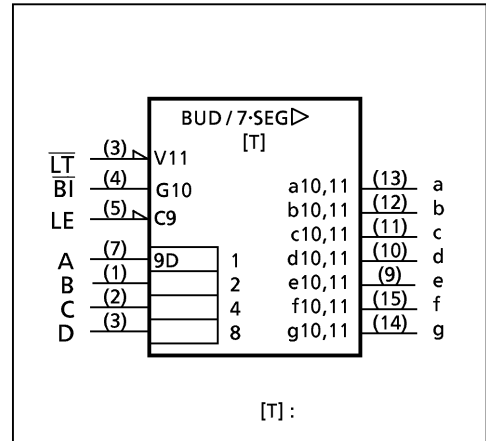 BUD / 7·SEG▷
[T]
L̅T̅ (3) V11
B̅I̅ (4) G10
LE (5) C9
A (7) 9D 1
B (1) 2
C (2) 4
D (3) 8
a10,11 (13) a
b10,11 (12) b
c10,11 (11) c
d10,11 (10) d
e10,11 (9) e
f10,11 (15) f
g10,11 (14) g
[T] :